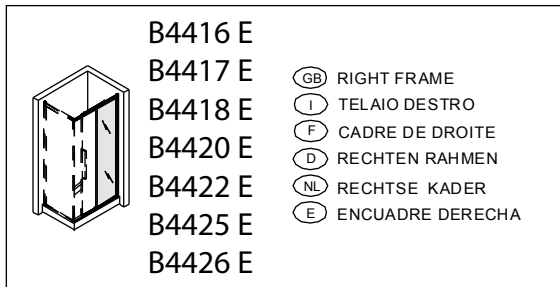 B4416 E
B4417 E
B4418 E
B4420 E
B4422 E
B4425 E
B4426 E
GB RIGHT FRAME
I TELAIO DESTRO
F CADRE DE DROITE
D RECHTEN RAHMEN
NL RECHTSE KADER
E ENCUADRE DERECHA